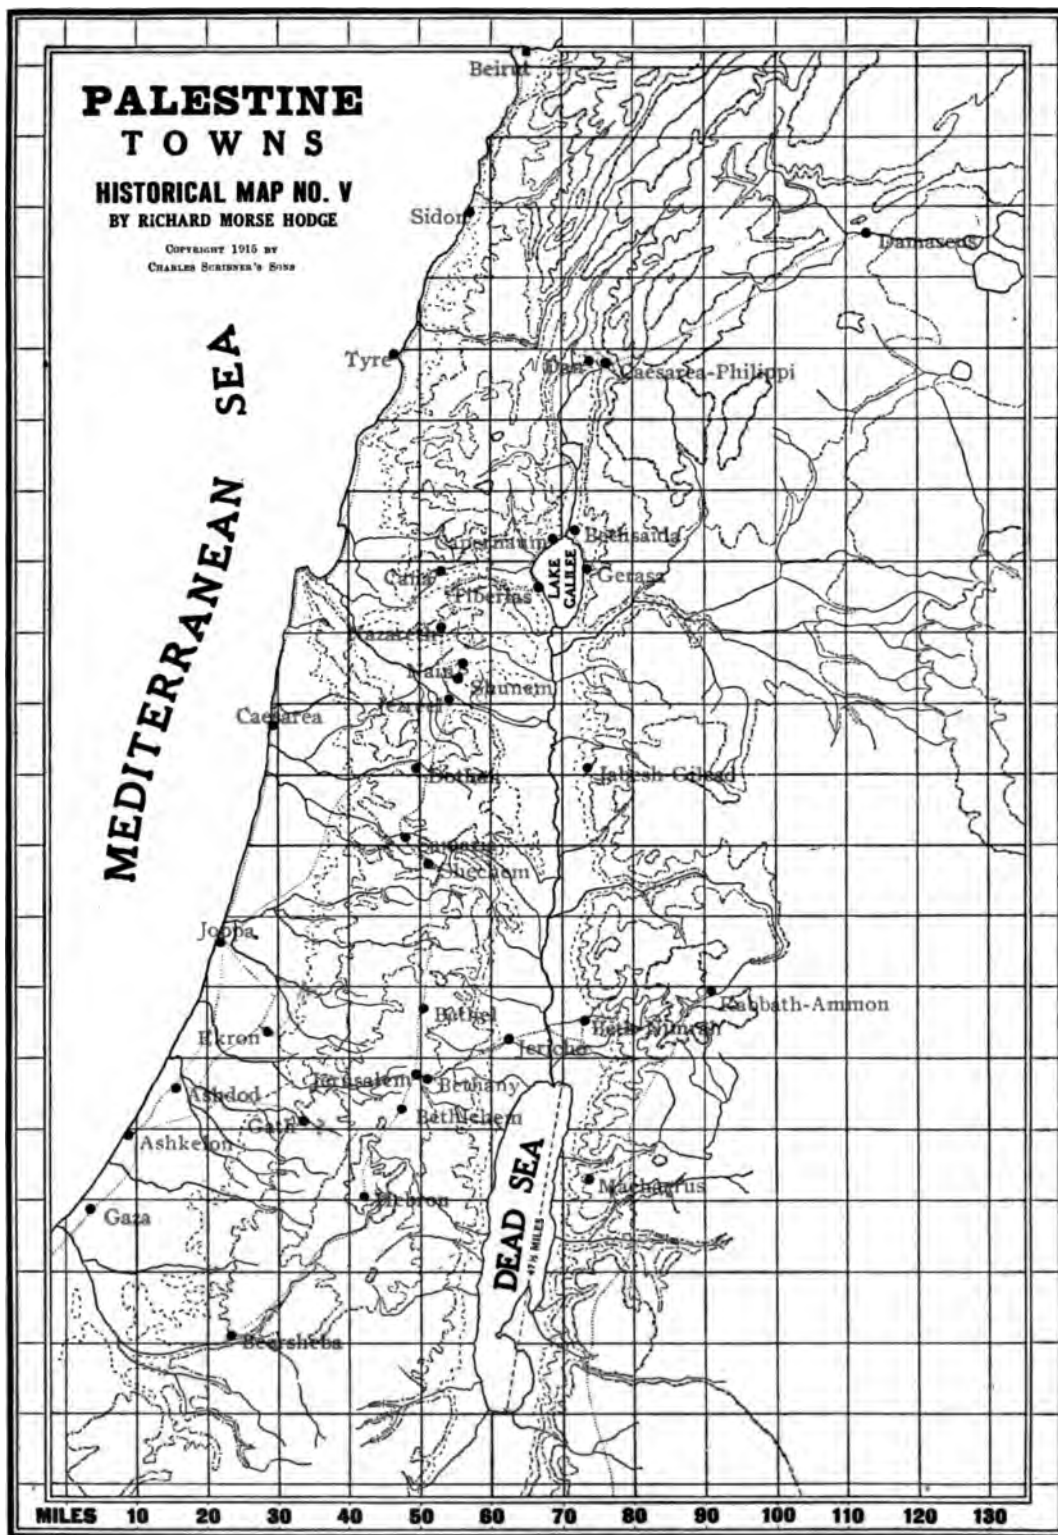 PALESTINE
TOWNS
HISTORICAL MAP NO. V
BY RICHARD MORSE HODGE
COPYRIGHT 1915 BY
CHARLES SCRIBNER'S SONS
MEDITERRANEAN SEA
Beirut
Sidon
Damascus
Tyre
Dan
Caesarea-Philippi
Capernaum
Bethsaida
LAKE
GALILEE
Cana
Gerasa
Tiberias
Nazareth
Nain
Shunem
Jezreel
Caesarea
Dothan
Jabesh-Gilead
Samaria
Shechem
Joppa
Rabbath-Ammon
Bethel
Beth-Nimrah
Ekron
Jericho
Jerusalem
Bethany
Ashdod
Bethlehem
Gath ?
Ashkelon
DEAD SEA
47½ MILES
Machaerus
Hebron
Gaza
Beersheba
MILES 10 20 30 40 50 60 70 80 90 100 110 120 130